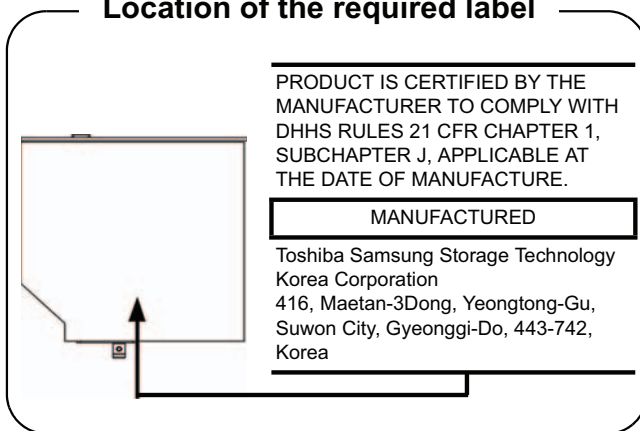 Location of the required label
PRODUCT IS CERTIFIED BY THE
MANUFACTURER TO COMPLY WITH
DHHS RULES 21 CFR CHAPTER 1,
SUBCHAPTER J, APPLICABLE AT
THE DATE OF MANUFACTURE.
MANUFACTURED
Toshiba Samsung Storage Technology
Korea Corporation
416, Maetan-3Dong, Yeongtong-Gu,
Suwon City, Gyeonggi-Do, 443-742,
Korea